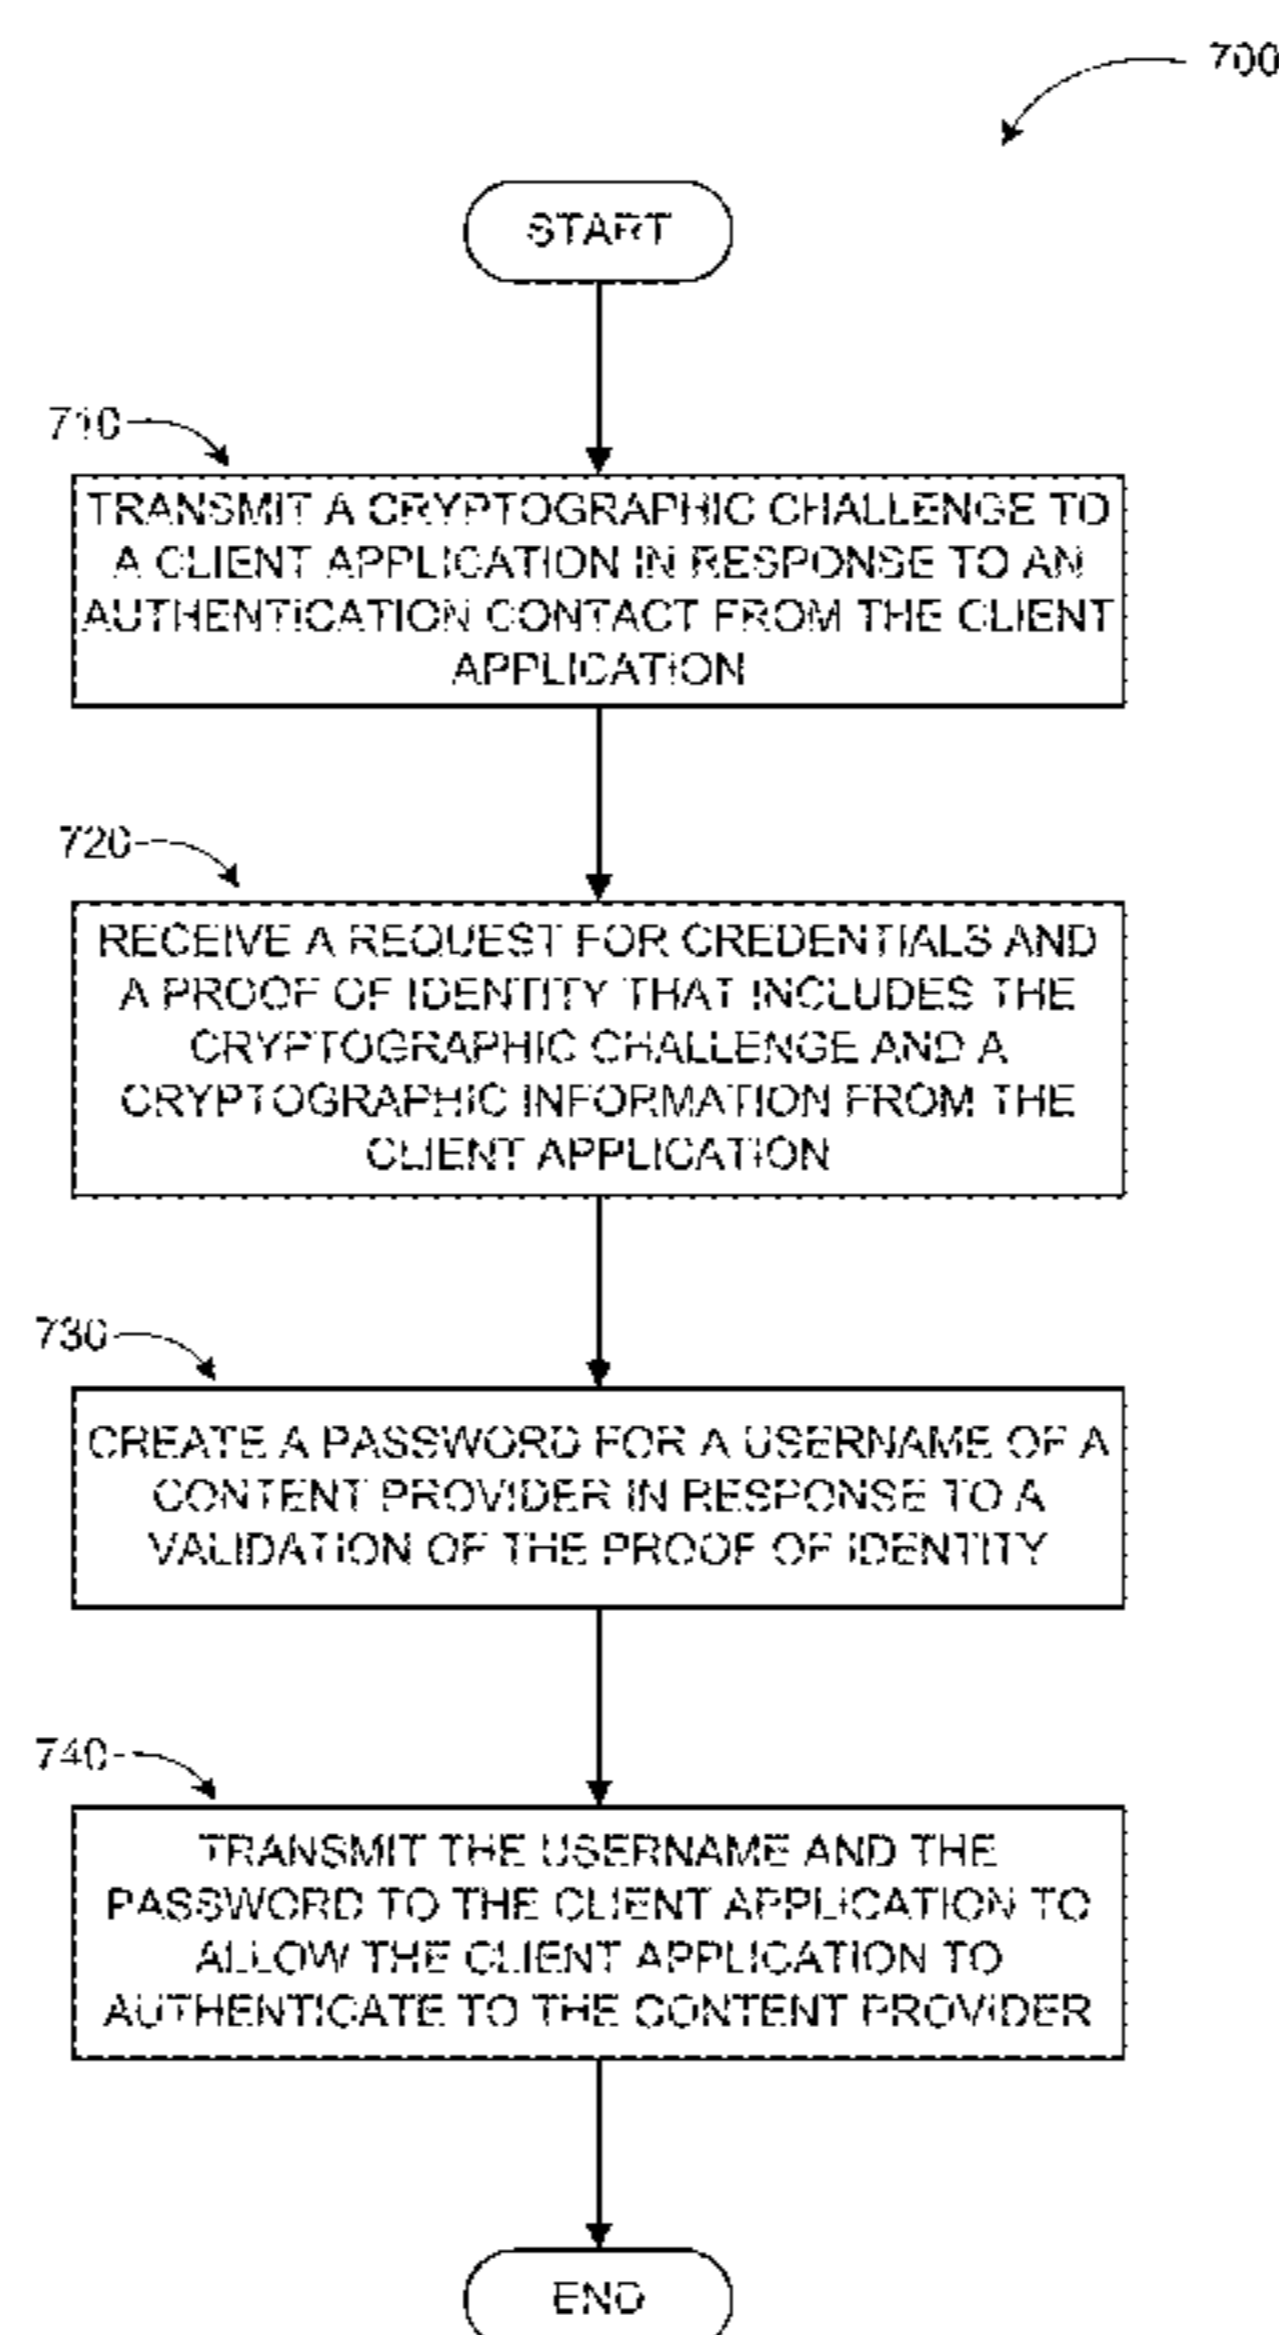 700
START
710
TRANSMIT A CRYPTOGRAPHIC CHALLENGE TO
A CLIENT APPLICATION IN RESPONSE TO AN
AUTHENTICATION CONTACT FROM THE CLIENT
APPLICATION
720
RECEIVE A REQUEST FOR CREDENTIALS AND
A PROOF OF IDENTITY THAT INCLUDES THE
CRYPTOGRAPHIC CHALLENGE AND A
CRYPTOGRAPHIC INFORMATION FROM THE
CLIENT APPLICATION
730
CREATE A PASSWORD FOR A USERNAME OF A
CONTENT PROVIDER IN RESPONSE TO A
VALIDATION OF THE PROOF OF IDENTITY
740
TRANSMIT THE USERNAME AND THE
PASSWORD TO THE CLIENT APPLICATION TO
ALLOW THE CLIENT APPLICATION TO
AUTHENTICATE TO THE CONTENT PROVIDER
END